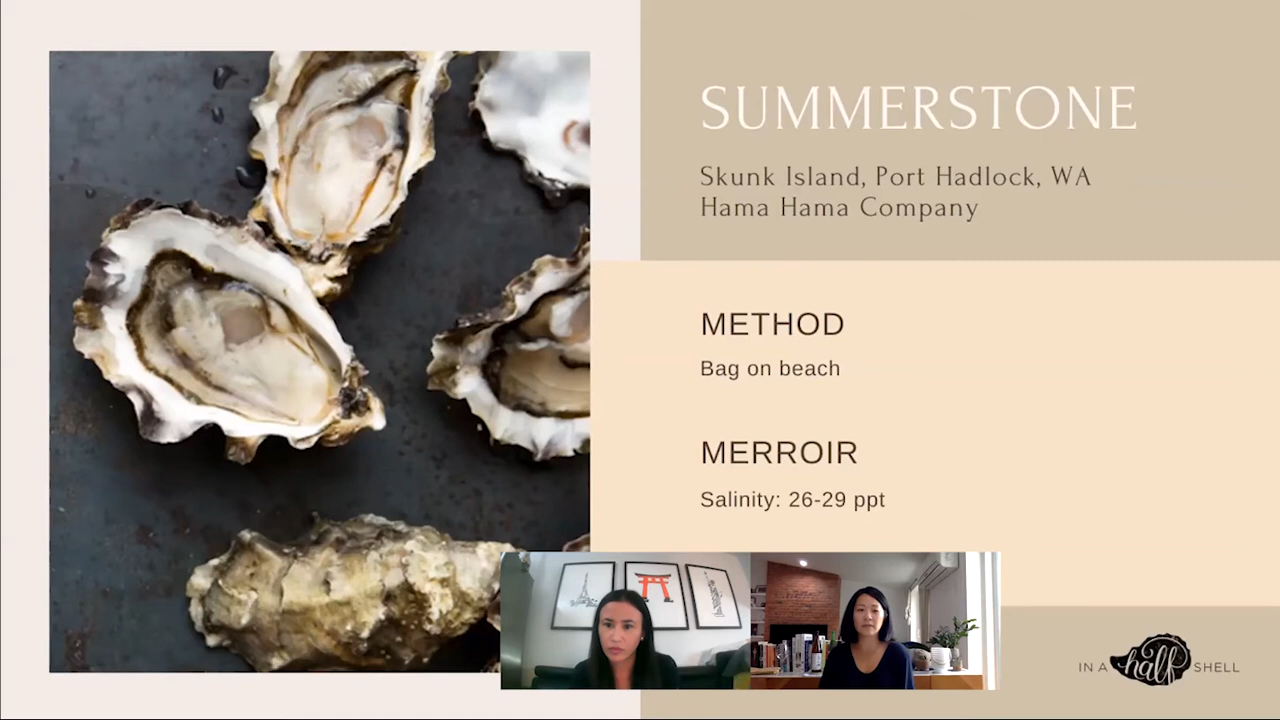 SUMMERSTONE
Skunk Island, Port Hadlock, WA
Hama Hama Company
METHOD
Bag on beach
MERROIR
Salinity: 26-29 ppt
IN A half SHELL